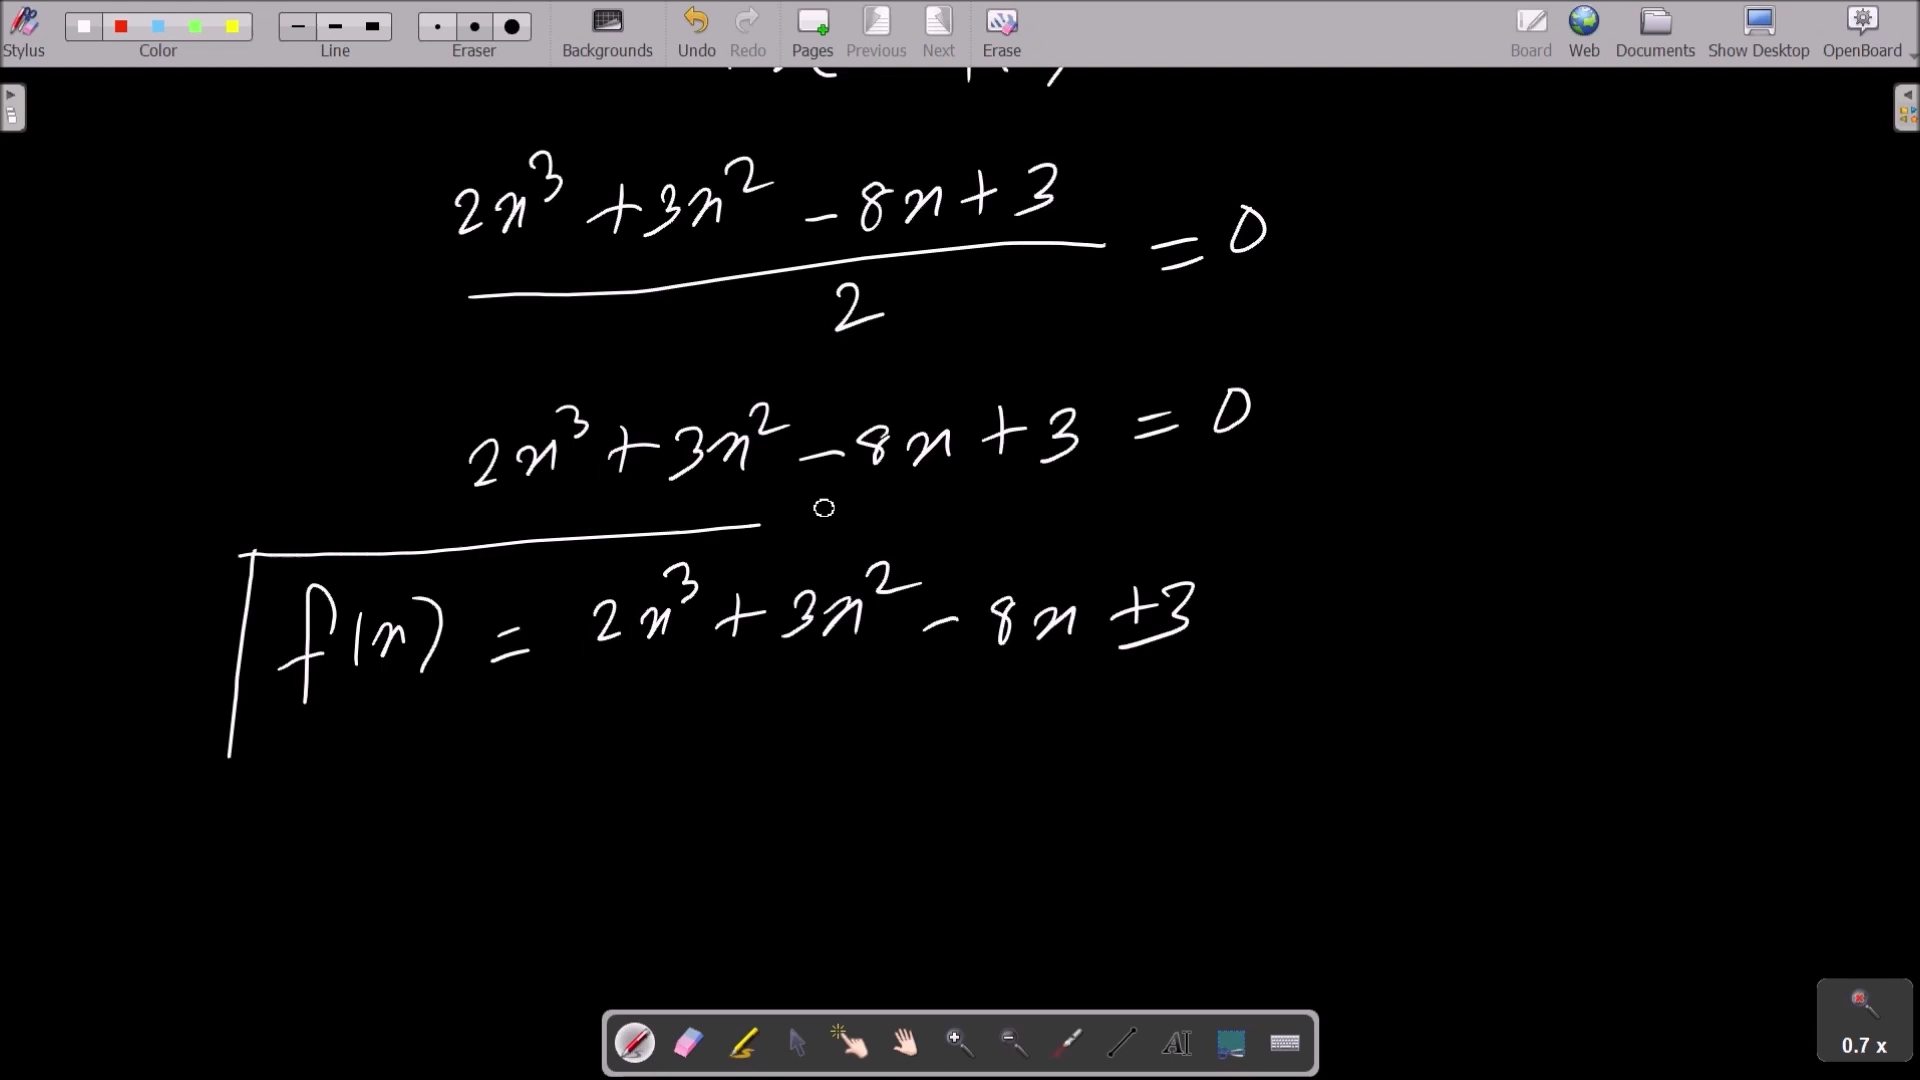 Stylus Color Line Eraser Backgrounds Undo Redo Pages Previous Next Erase Board Web Documents Show Desktop OpenBoard
2x³ + 3x² - 8x + 3
= 0
2
2x³ + 3x² - 8x + 3 = 0
f(x) = 2x³ + 3x² - 8x + 3
AI
0.7 x